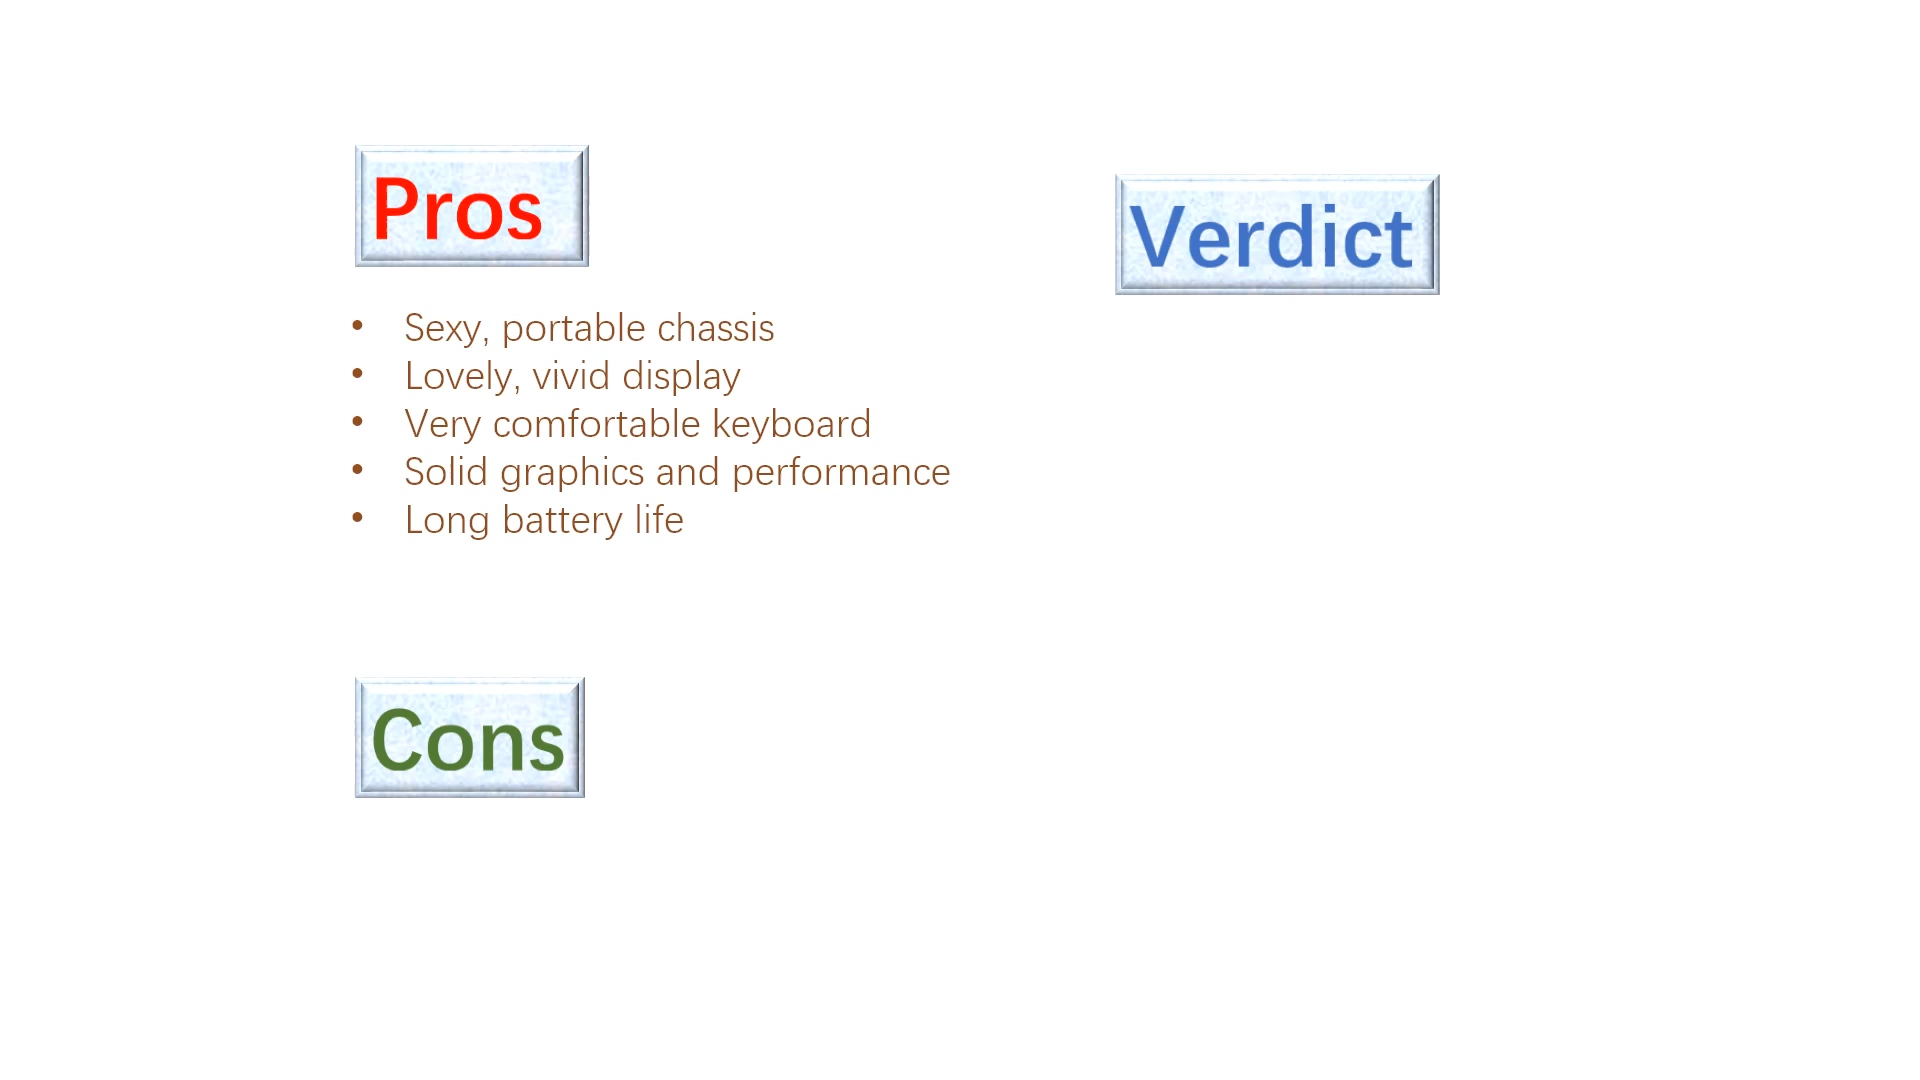 Pros
• Sexy, portable chassis
• Lovely, vivid display
• Very comfortable keyboard
• Solid graphics and performance
• Long battery life
Cons
Verdict